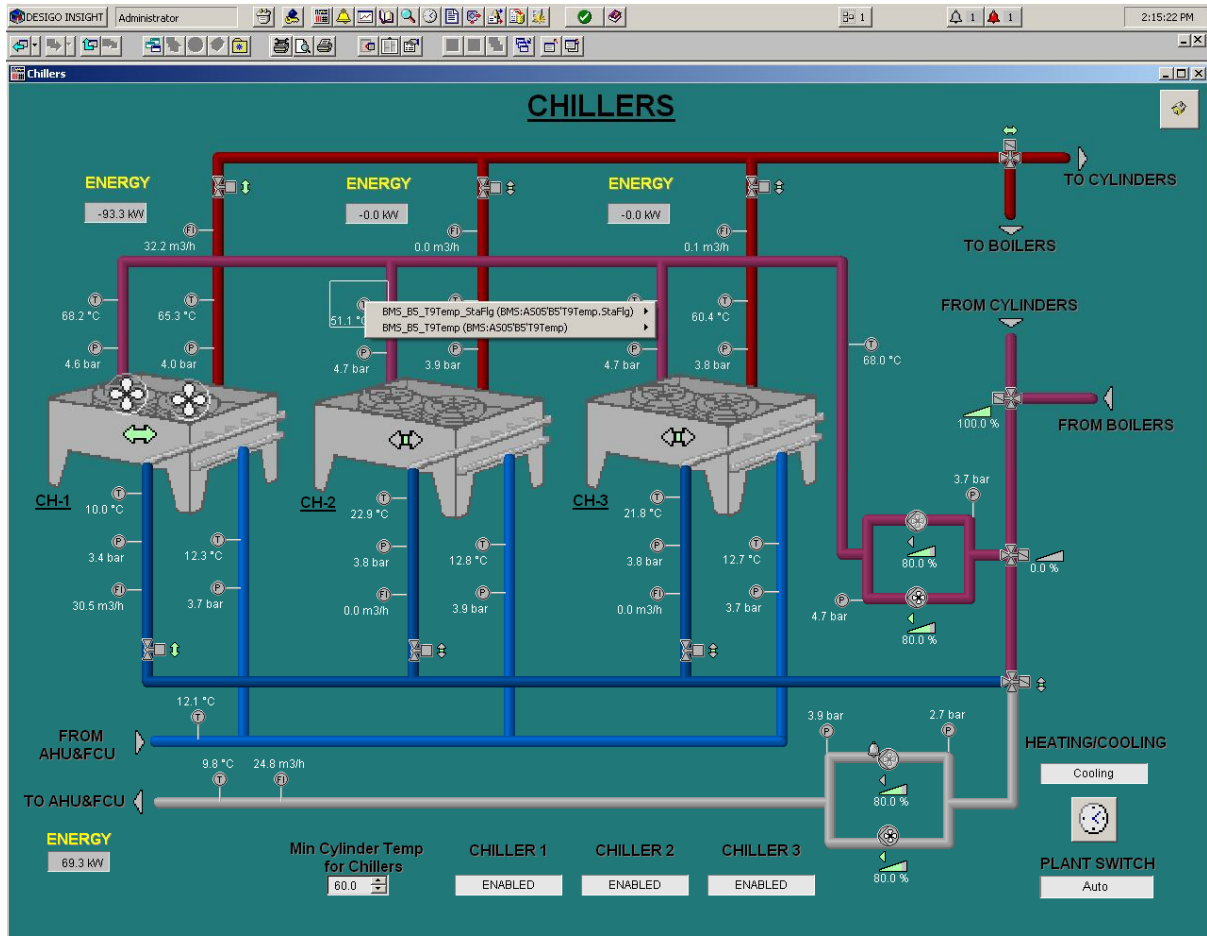 DESIGO INSIGHT
Administrator
1
1
1
2:15:22 PM
Chillers
CHILLERS
ENERGY
-93.3 kW
ENERGY
-0.0 kW
ENERGY
-0.0 kW
TO CYLINDERS
TO BOILERS
FI
32.2 m3/h
FI
0.0 m3/h
FI
0.1 m3/h
T
68.2 °C
T
65.3 °C
T
51.1 °C
T
60.4 °C
BMS_B5_T9Temp_StaFlg (BMS:AS05'B5'T9Temp.StaFlg)
BMS_B5_T9Temp (BMS:AS05'B5'T9Temp)
FROM CYLINDERS
P
4.6 bar
P
4.0 bar
P
4.7 bar
P
3.9 bar
P
4.7 bar
P
3.8 bar
T
68.0 °C
100.0 %
FROM BOILERS
CH-1
CH-2
CH-3
T
10.0 °C
T
22.9 °C
T
21.8 °C
P
3.7 bar
P
3.4 bar
T
12.3 °C
P
3.8 bar
T
12.8 °C
P
3.8 bar
T
12.7 °C
80.0 %
0.0 %
FI
30.5 m3/h
P
3.7 bar
FI
0.0 m3/h
P
3.9 bar
FI
0.0 m3/h
P
3.7 bar
P
4.7 bar
80.0 %
12.1 °C
T
FROM
AHU&FCU
3.9 bar
P
2.7 bar
P
HEATING/COOLING
Cooling
9.8 °C
T
24.8 m3/h
FI
TO AHU&FCU
80.0 %
ENERGY
69.3 kW
Min Cylinder Temp
for Chillers
60.0
CHILLER 1
ENABLED
CHILLER 2
ENABLED
CHILLER 3
ENABLED
80.0 %
PLANT SWITCH
Auto